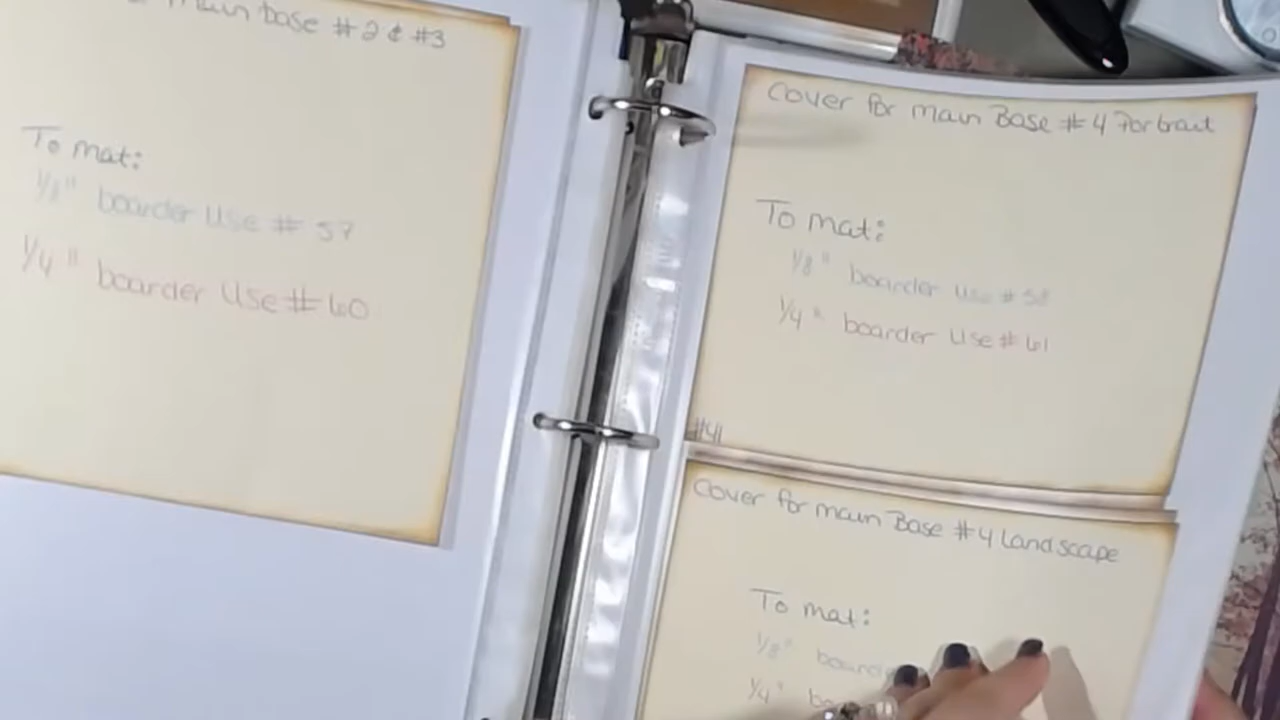 main base #2 & #3
To mat:
1/8" boarder Use # 57
1/4" boarder Use # 60
Cover for main Base #4 Portrait
To mat:
1/8" boarder use #58
1/4" boarder Use # 61
#41
Cover for main Base #4 Landscape
To mat:
1/8"
1/4"